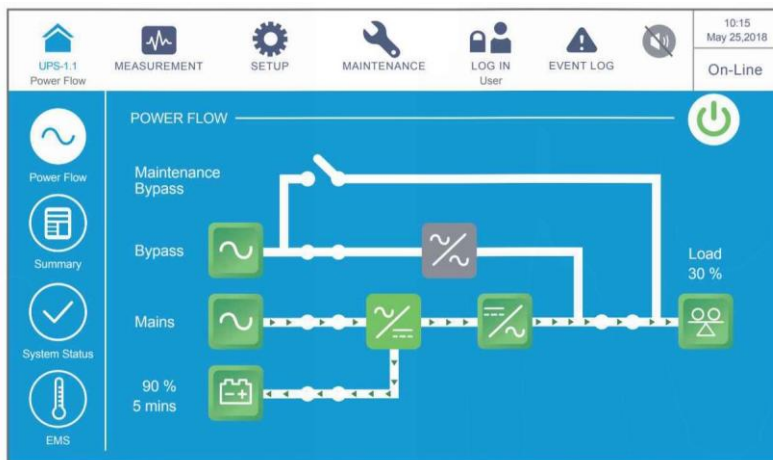 UPS-1.1
Power Flow
MEASUREMENT
SETUP
MAINTENANCE
LOG IN
User
EVENT LOG
10:15
May 25,2018
On-Line
POWER FLOW
Power Flow
Summary
System Status
EMS
Maintenance
Bypass
Bypass
Mains
90 %
5 mins
Load
30 %